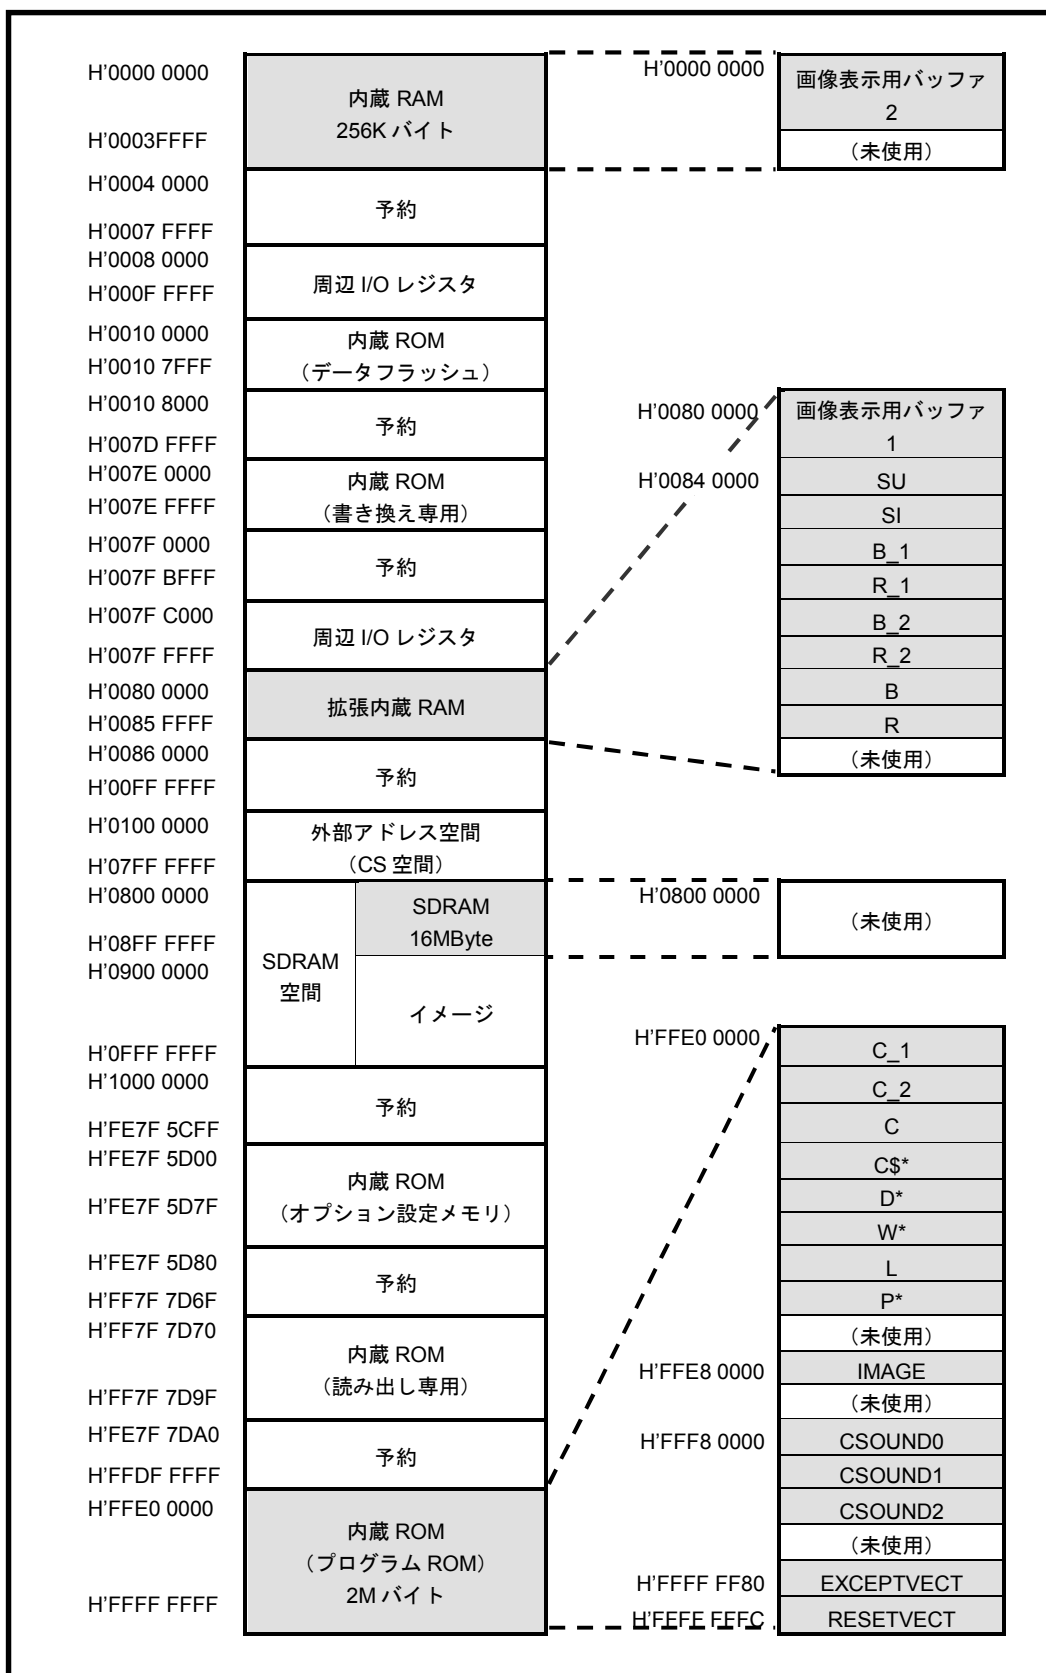 H'0000 0000
内蔵 RAM
256K バイト
H'0003FFFF
H'0004 0000
予約
H'0007 FFFF
H'0008 0000
周辺 I/O レジスタ
H'000F FFFF
H'0010 0000
内蔵 ROM
(データフラッシュ)
H'0010 7FFF
H'0010 8000
予約
H'007D FFFF
H'007E 0000
内蔵 ROM
(書き換え専用)
H'007E FFFF
H'007F 0000
予約
H'007F BFFF
H'007F C000
周辺 I/O レジスタ
H'007F FFFF
H'0080 0000
拡張内蔵 RAM
H'0085 FFFF
H'0086 0000
予約
H'00FF FFFF
H'0100 0000
外部アドレス空間
(CS 空間)
H'07FF FFFF
H'0800 0000
SDRAM
16MByte
H'08FF FFFF
H'0900 0000
SDRAM
空間
イメージ
H'0FFF FFFF
H'1000 0000
予約
H'FE7F 5CFF
H'FE7F 5D00
内蔵 ROM
(オプション設定メモリ)
H'FE7F 5D7F
H'FE7F 5D80
予約
H'FF7F 7D6F
H'FF7F 7D70
内蔵 ROM
(読み出し専用)
H'FF7F 7D9F
H'FE7F 7DA0
予約
H'FFDF FFFF
H'FFE0 0000
内蔵 ROM
(プログラム ROM)
2M バイト
H'FFFF FFFF
H'0000 0000
画像表示用バッファ
2
(未使用)
H'0080 0000
画像表示用バッファ
1
H'0084 0000
SU
SI
B_1
R_1
B_2
R_2
B
R
(未使用)
H'0800 0000
(未使用)
H'FFE0 0000
C_1
C_2
C
C$*
D*
W*
L
P*
(未使用)
H'FFE8 0000
IMAGE
(未使用)
H'FFF8 0000
CSOUND0
CSOUND1
CSOUND2
(未使用)
H'FFFF FF80
EXCEPTVECT
H'FFFF FFFC
RESETVECT